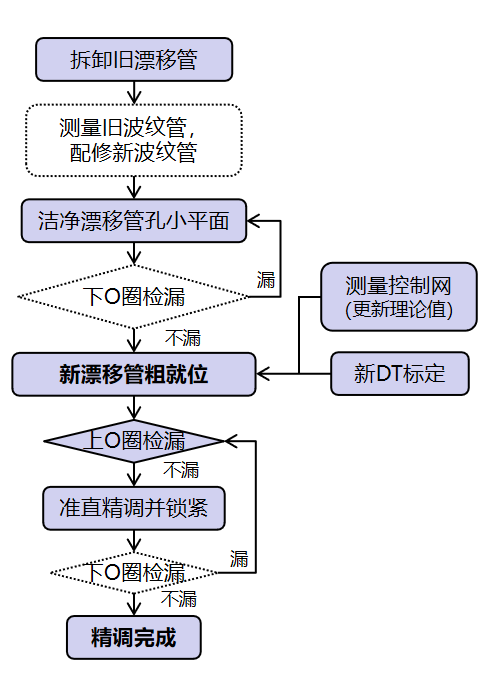 拆卸旧漂移管
测量旧波纹管，
配修新波纹管
洁净漂移管孔小平面
漏
下O圈检漏
测量控制网
(更新理论值)
不漏
新漂移管粗就位
新DT标定
上O圈检漏
不漏
准直精调并锁紧
漏
下O圈检漏
不漏
精调完成